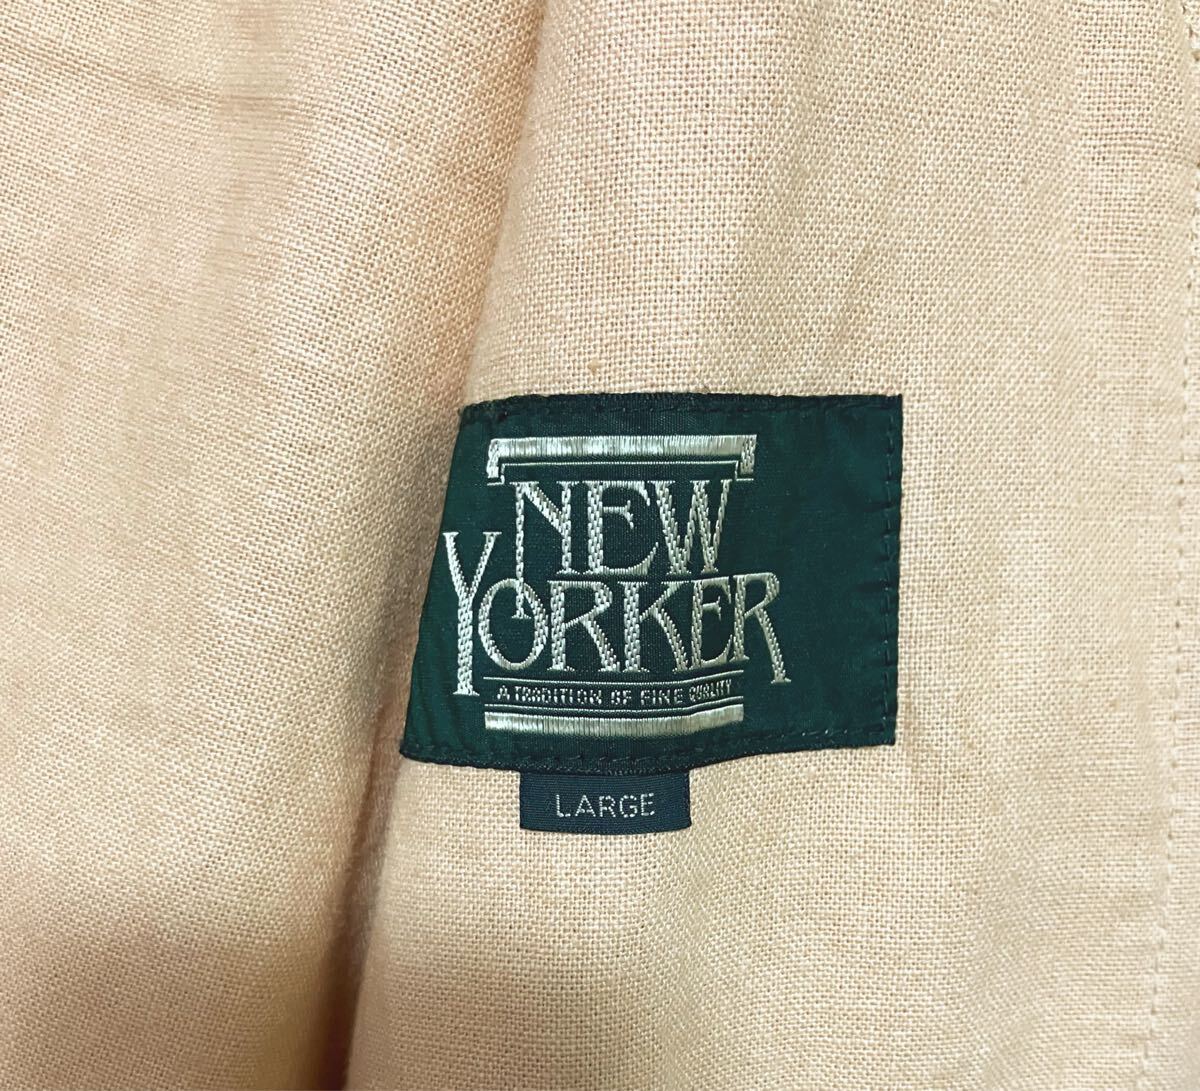 NEW
YORKER
A TRADITION OF FINE QUALITY
LARGE